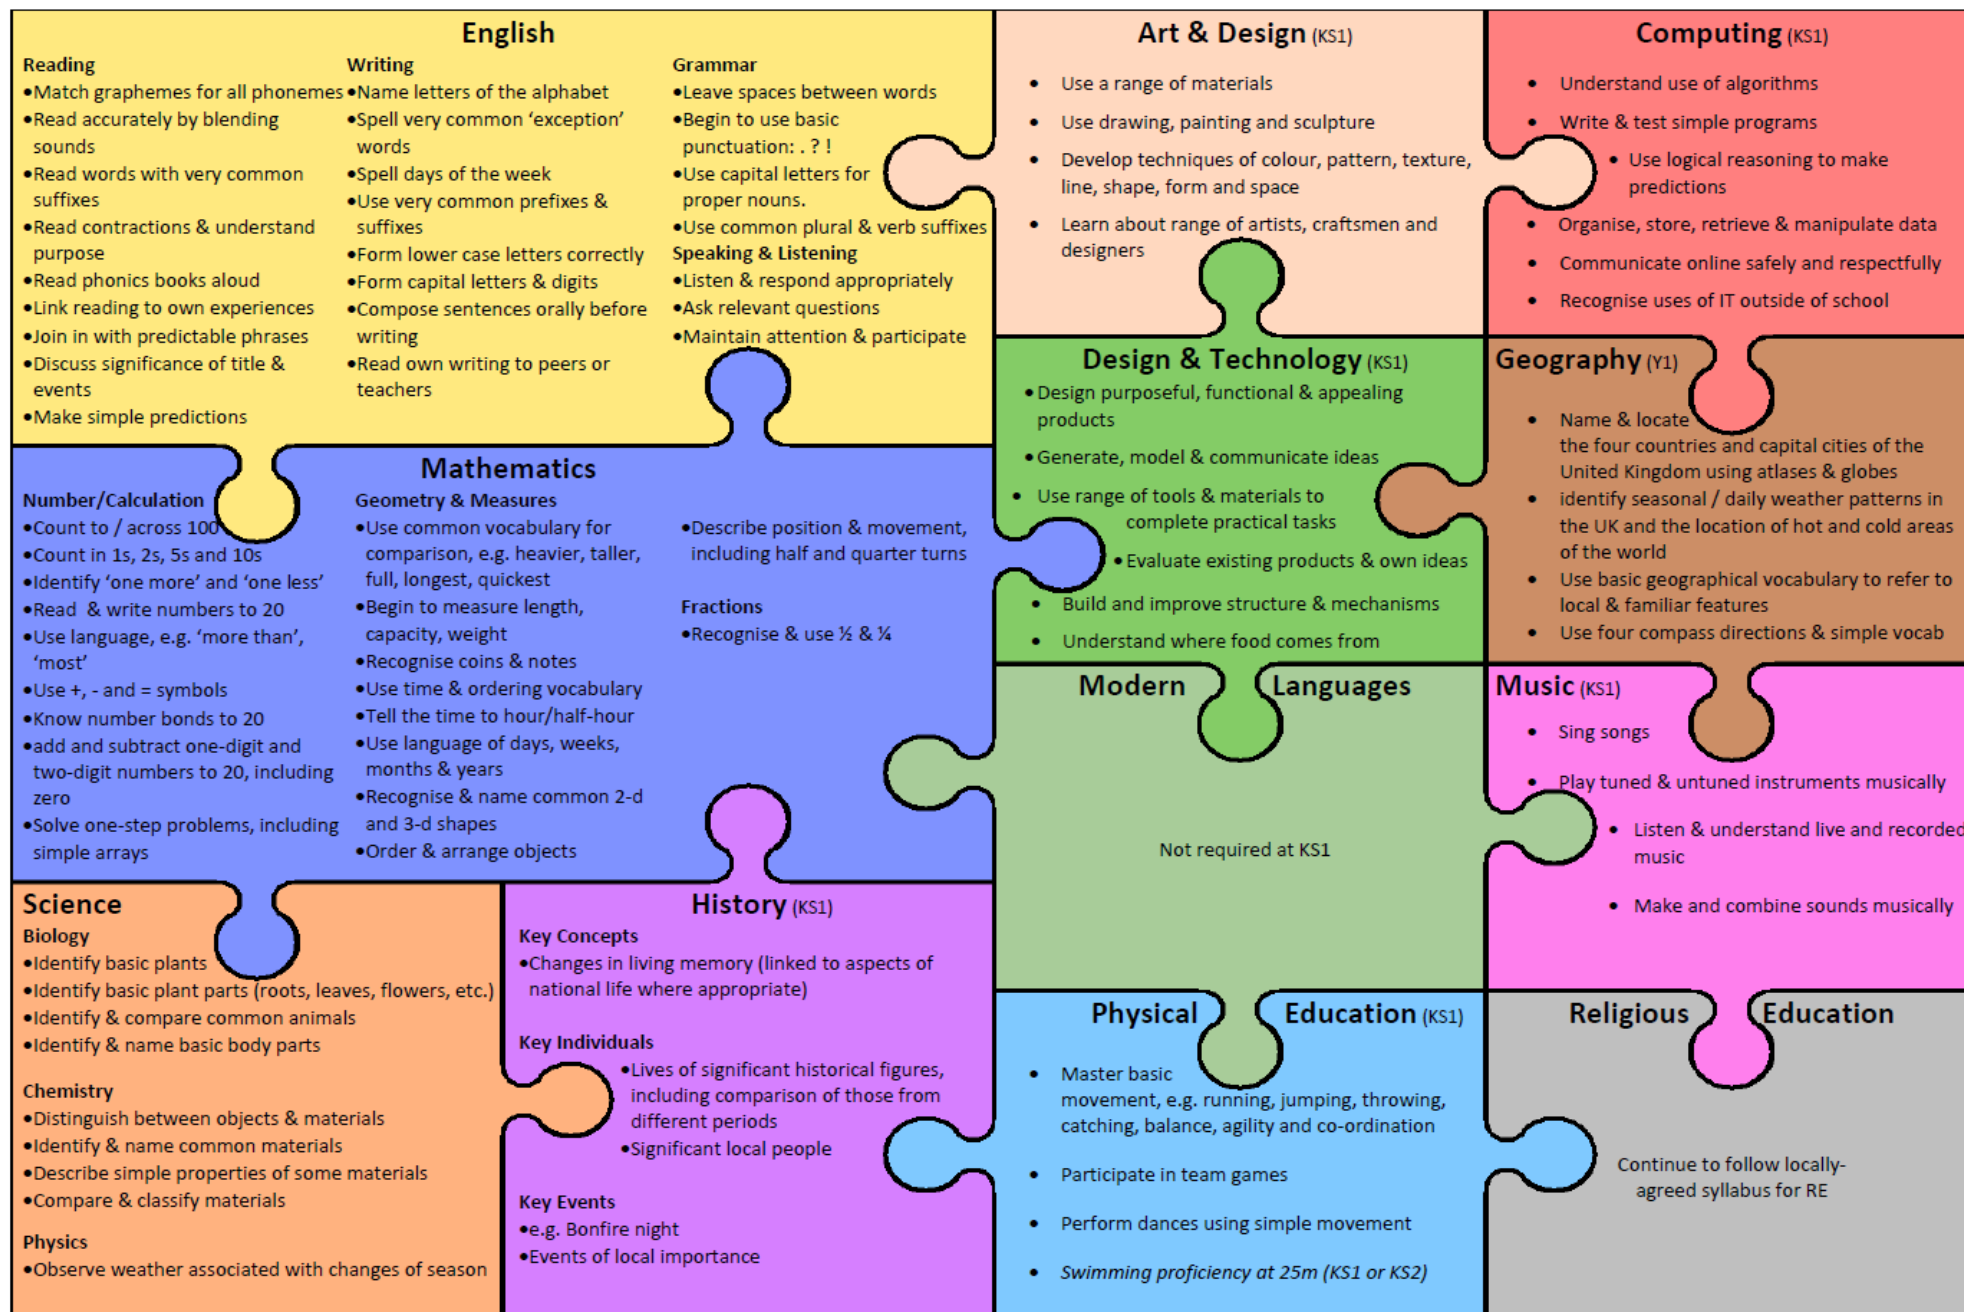 English
Reading
•Match graphemes for all phonemes
•Read accurately by blending
sounds
•Read words with very common
suffixes
•Read contractions & understand
purpose
•Read phonics books aloud
•Link reading to own experiences
•Join in with predictable phrases
•Discuss significance of title &
events
•Make simple predictions
Writing
•Name letters of the alphabet
•Spell very common ‘exception’
words
•Spell days of the week
•Use very common prefixes &
suffixes
•Form lower case letters correctly
•Form capital letters & digits
•Compose sentences orally before
writing
•Read own writing to peers or
teachers
Grammar
•Leave spaces between words
•Begin to use basic
punctuation: . ? !
•Use capital letters for
proper nouns.
•Use common plural & verb suffixes
Speaking & Listening
•Listen & respond appropriately
•Ask relevant questions
•Maintain attention & participate
Art & Design (KS1)
• Use a range of materials
• Use drawing, painting and sculpture
• Develop techniques of colour, pattern, texture,
line, shape, form and space
• Learn about range of artists, craftsmen and
designers
Computing (KS1)
• Understand use of algorithms
• Write & test simple programs
• Use logical reasoning to make
predictions
• Organise, store, retrieve & manipulate data
• Communicate online safely and respectfully
• Recognise uses of IT outside of school
Mathematics
Number/Calculation
•Count to / across 100
•Count in 1s, 2s, 5s and 10s
•Identify ‘one more’ and ‘one less’
•Read & write numbers to 20
•Use language, e.g. ‘more than’,
‘most’
•Use +, - and = symbols
•Know number bonds to 20
•add and subtract one-digit and
two-digit numbers to 20, including
zero
•Solve one-step problems, including
simple arrays
Geometry & Measures
•Use common vocabulary for
comparison, e.g. heavier, taller,
full, longest, quickest
•Begin to measure length,
capacity, weight
•Recognise coins & notes
•Use time & ordering vocabulary
•Tell the time to hour/half-hour
•Use language of days, weeks,
months & years
•Recognise & name common 2-d
and 3-d shapes
•Order & arrange objects
•Describe position & movement,
including half and quarter turns
Fractions
•Recognise & use ½ & ¼
Design & Technology (KS1)
• Design purposeful, functional & appealing
products
• Generate, model & communicate ideas
• Use range of tools & materials to
complete practical tasks
• Evaluate existing products & own ideas
• Build and improve structure & mechanisms
• Understand where food comes from
Geography (Y1)
• Name & locate
the four countries and capital cities of the
United Kingdom using atlases & globes
• identify seasonal / daily weather patterns in
the UK and the location of hot and cold areas
of the world
• Use basic geographical vocabulary to refer to
local & familiar features
• Use four compass directions & simple vocab
Modern Languages
Not required at KS1
Music (KS1)
• Sing songs
• Play tuned & untuned instruments musically
• Listen & understand live and recorded
music
• Make and combine sounds musically
Science
Biology
•Identify basic plants
•Identify basic plant parts (roots, leaves, flowers, etc.)
•Identify & compare common animals
•Identify & name basic body parts
Chemistry
•Distinguish between objects & materials
•Identify & name common materials
•Describe simple properties of some materials
•Compare & classify materials
Physics
•Observe weather associated with changes of season
History (KS1)
Key Concepts
•Changes in living memory (linked to aspects of
national life where appropriate)
Key Individuals
•Lives of significant historical figures,
including comparison of those from
different periods
•Significant local people
Key Events
•e.g. Bonfire night
•Events of local importance
Physical Education (KS1)
• Master basic
movement, e.g. running, jumping, throwing,
catching, balance, agility and co-ordination
• Participate in team games
• Perform dances using simple movement
• Swimming proficiency at 25m (KS1 or KS2)
Religious Education
Continue to follow locally-
agreed syllabus for RE